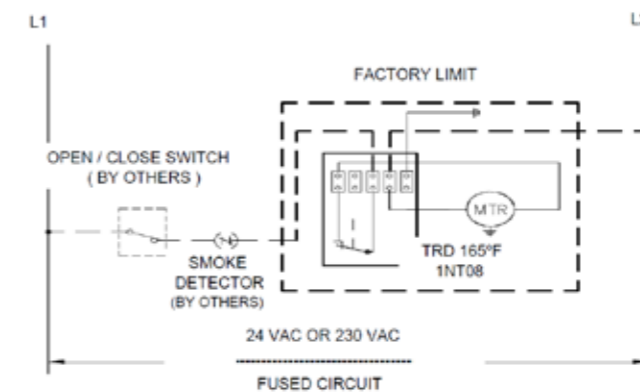 L1
L
FACTORY LIMIT
OPEN / CLOSE SWITCH
( BY OTHERS )
MTR
SMOKE
DETECTOR
(BY OTHERS)
TRD 165°F
1NT08
24 VAC OR 230 VAC
FUSED CIRCUIT